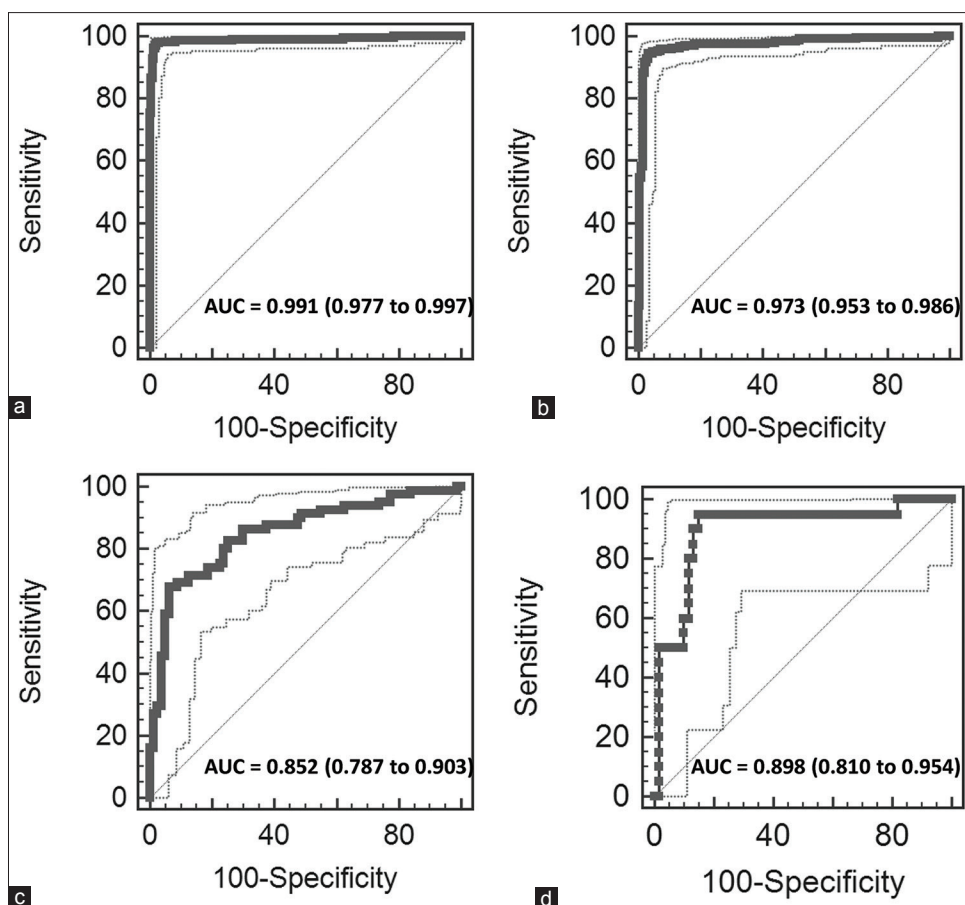 100
80
60
40
20
0
Sensitivity
AUC = 0.991 (0.977 to 0.997)
0 40 80
100-Specificity
a
100
80
60
40
20
0
Sensitivity
AUC = 0.973 (0.953 to 0.986)
0 40 80
100-Specificity
b
100
80
60
40
20
0
Sensitivity
AUC = 0.852 (0.787 to 0.903)
0 40 80
100-Specificity
c
100
80
60
40
20
0
Sensitivity
AUC = 0.898 (0.810 to 0.954)
0 40 80
100-Specificity
d